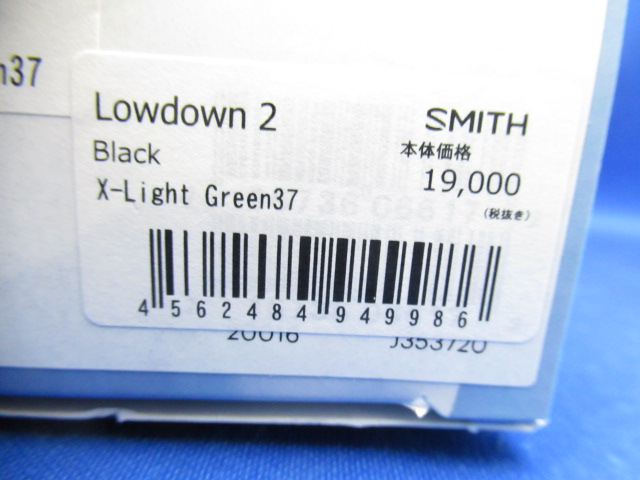 n37
Lowdown 2
SMITH
Black
本体価格
X-Light Green37
19,000
(税抜き)
4 562484 949986
20016
J353720